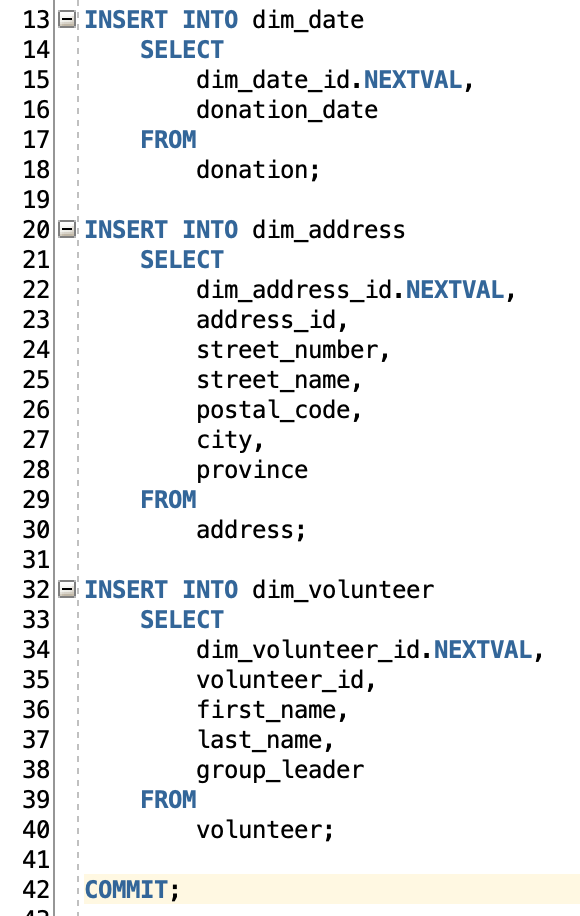 13 INSERT INTO dim_date
14 SELECT
15 dim_date_id.NEXTVAL,
16 donation_date
17 FROM
18 donation;
19
20 INSERT INTO dim_address
21 SELECT
22 dim_address_id.NEXTVAL,
23 address_id,
24 street_number,
25 street_name,
26 postal_code,
27 city,
28 province
29 FROM
30 address;
31
32 INSERT INTO dim_volunteer
33 SELECT
34 dim_volunteer_id.NEXTVAL,
35 volunteer_id,
36 first_name,
37 last_name,
38 group_leader
39 FROM
40 volunteer;
41
42 COMMIT;